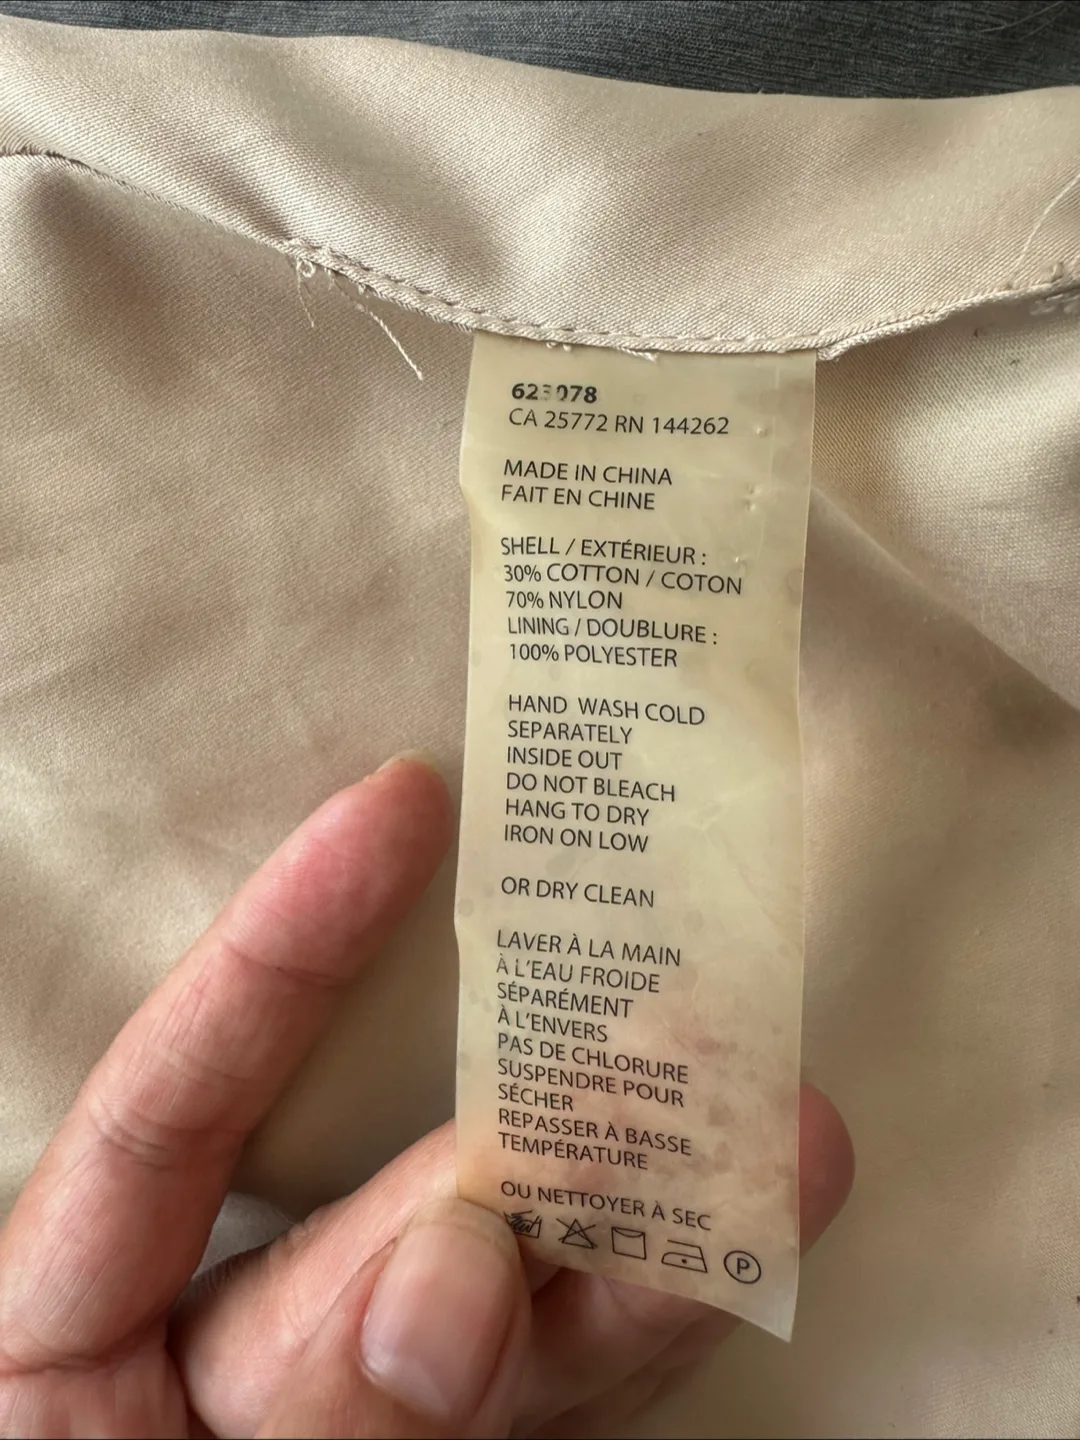 623078
CA 25772 RN 144262
MADE IN CHINA
FAIT EN CHINE
SHELL / EXTÉRIEUR :
30% COTTON / COTON
70% NYLON
LINING / DOUBLURE :
100% POLYESTER
HAND WASH COLD
SEPARATELY
INSIDE OUT
DO NOT BLEACH
HANG TO DRY
IRON ON LOW
OR DRY CLEAN
LAVER À LA MAIN
À L'EAU FROIDE
SÉPARÉMENT
À L'ENVERS
PAS DE CHLORURE
SUSPENDRE POUR
SÉCHER
REPASSER À BASSE
TEMPÉRATURE
OU NETTOYER À SEC
P